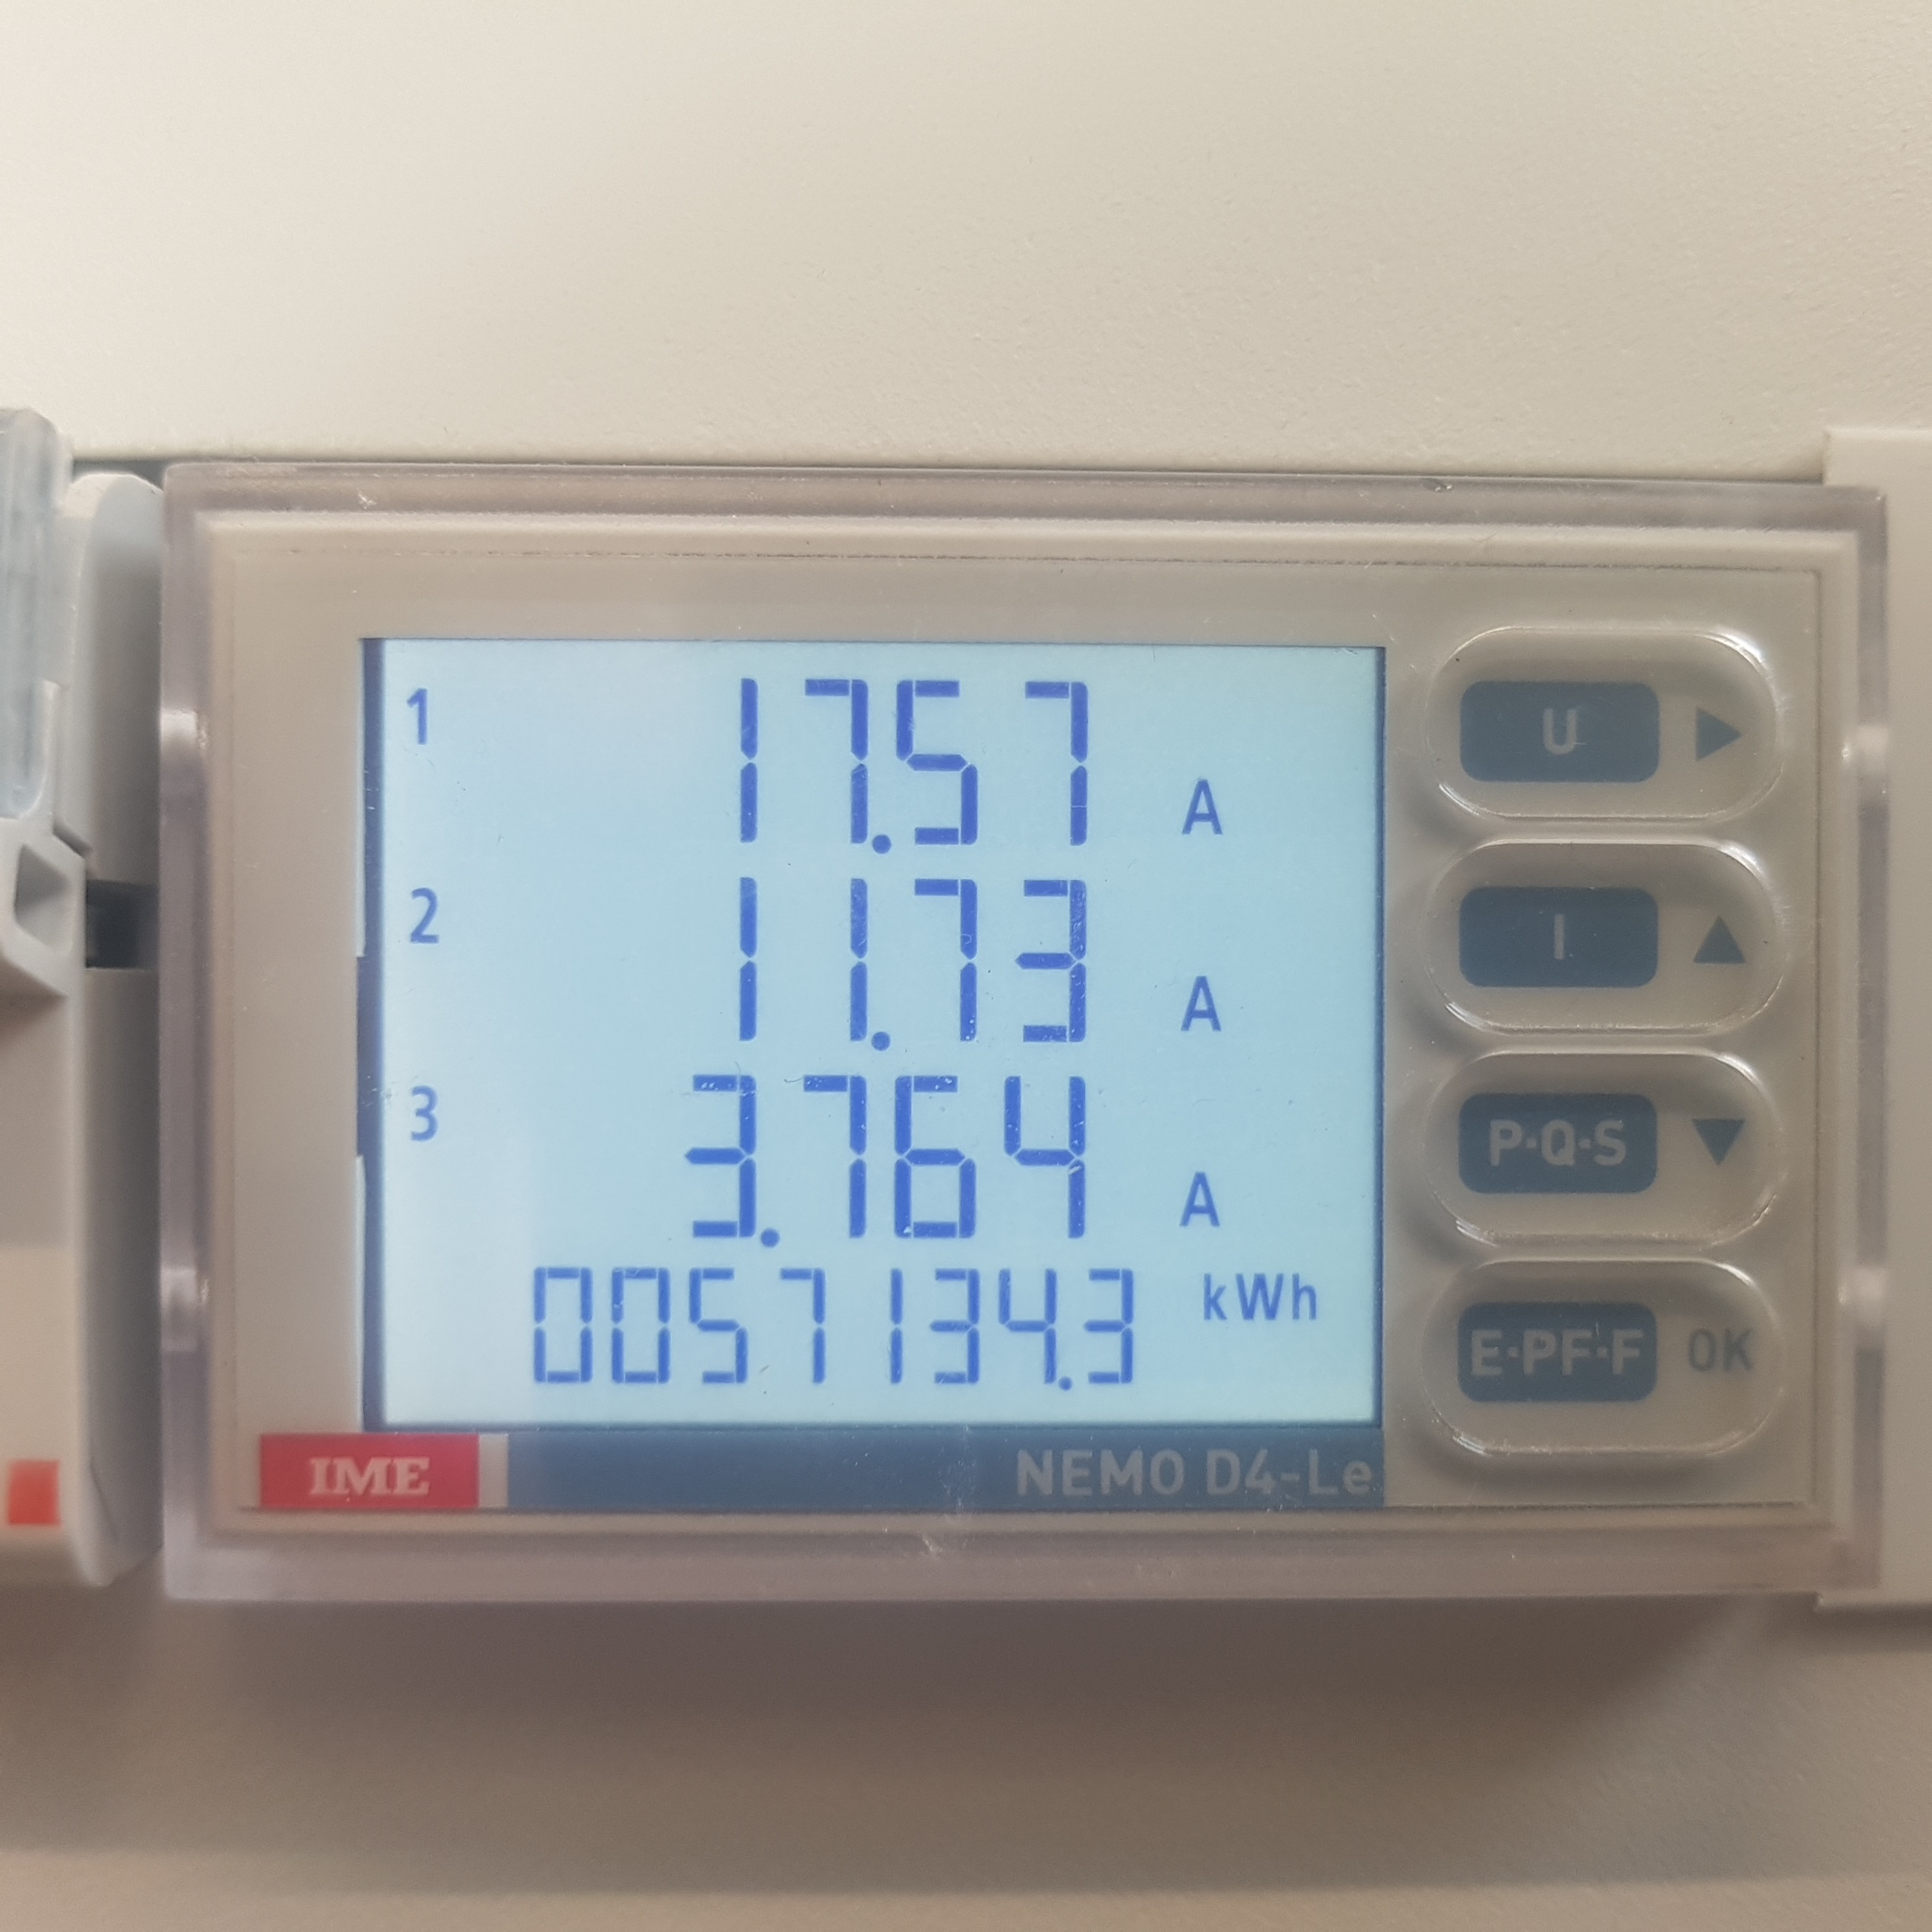 1 17.57 A
2 11.73 A
3 3.764 A
0057134.3 kWh
IME NEMO D4-Le
U
I
P·Q·S
E·PF·F OK